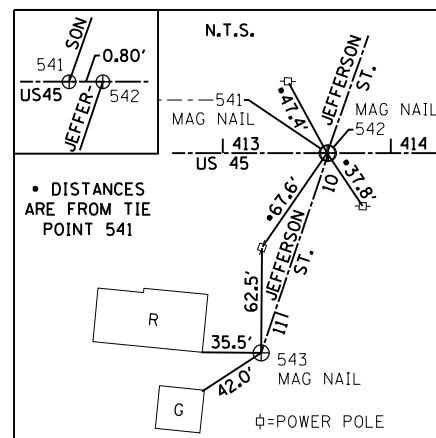 541
SON
0.80'
US45
542
JEFFER-
N.T.S.
•47.4'
JEFFERSON
ST.
541
MAG NAIL
MAG NAIL
542
413
414
US 45
• DISTANCES
ARE FROM TIE
POINT 541
•67.6'
10
•37.8'
JEFFERSON
ST.
62.5'
11
R
35.5'
543
MAG NAIL
42.0'
G
=POWER POLE